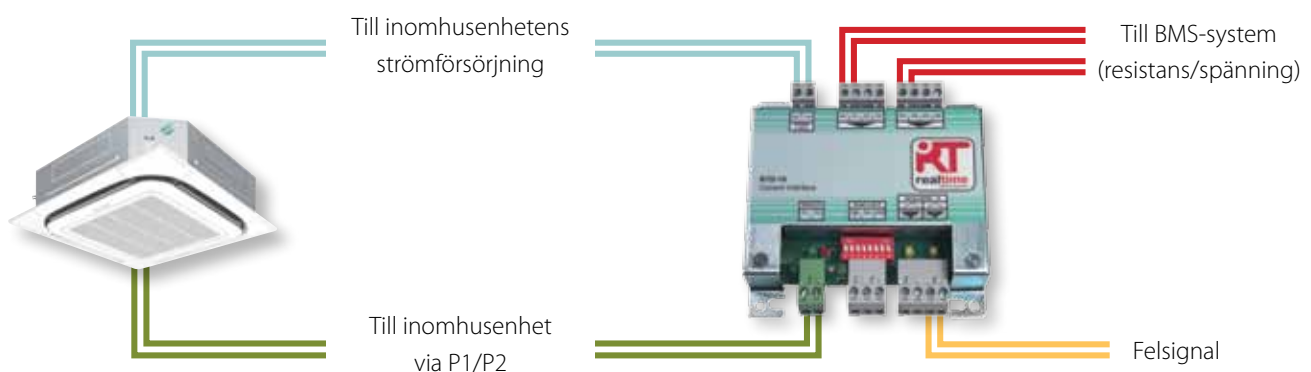 Till inomhusenhetens
strömförsörjning
Till BMS-system
(resistans/spänning)
RT
realtime
Till inomhusenhet
via P1/P2
Felsignal